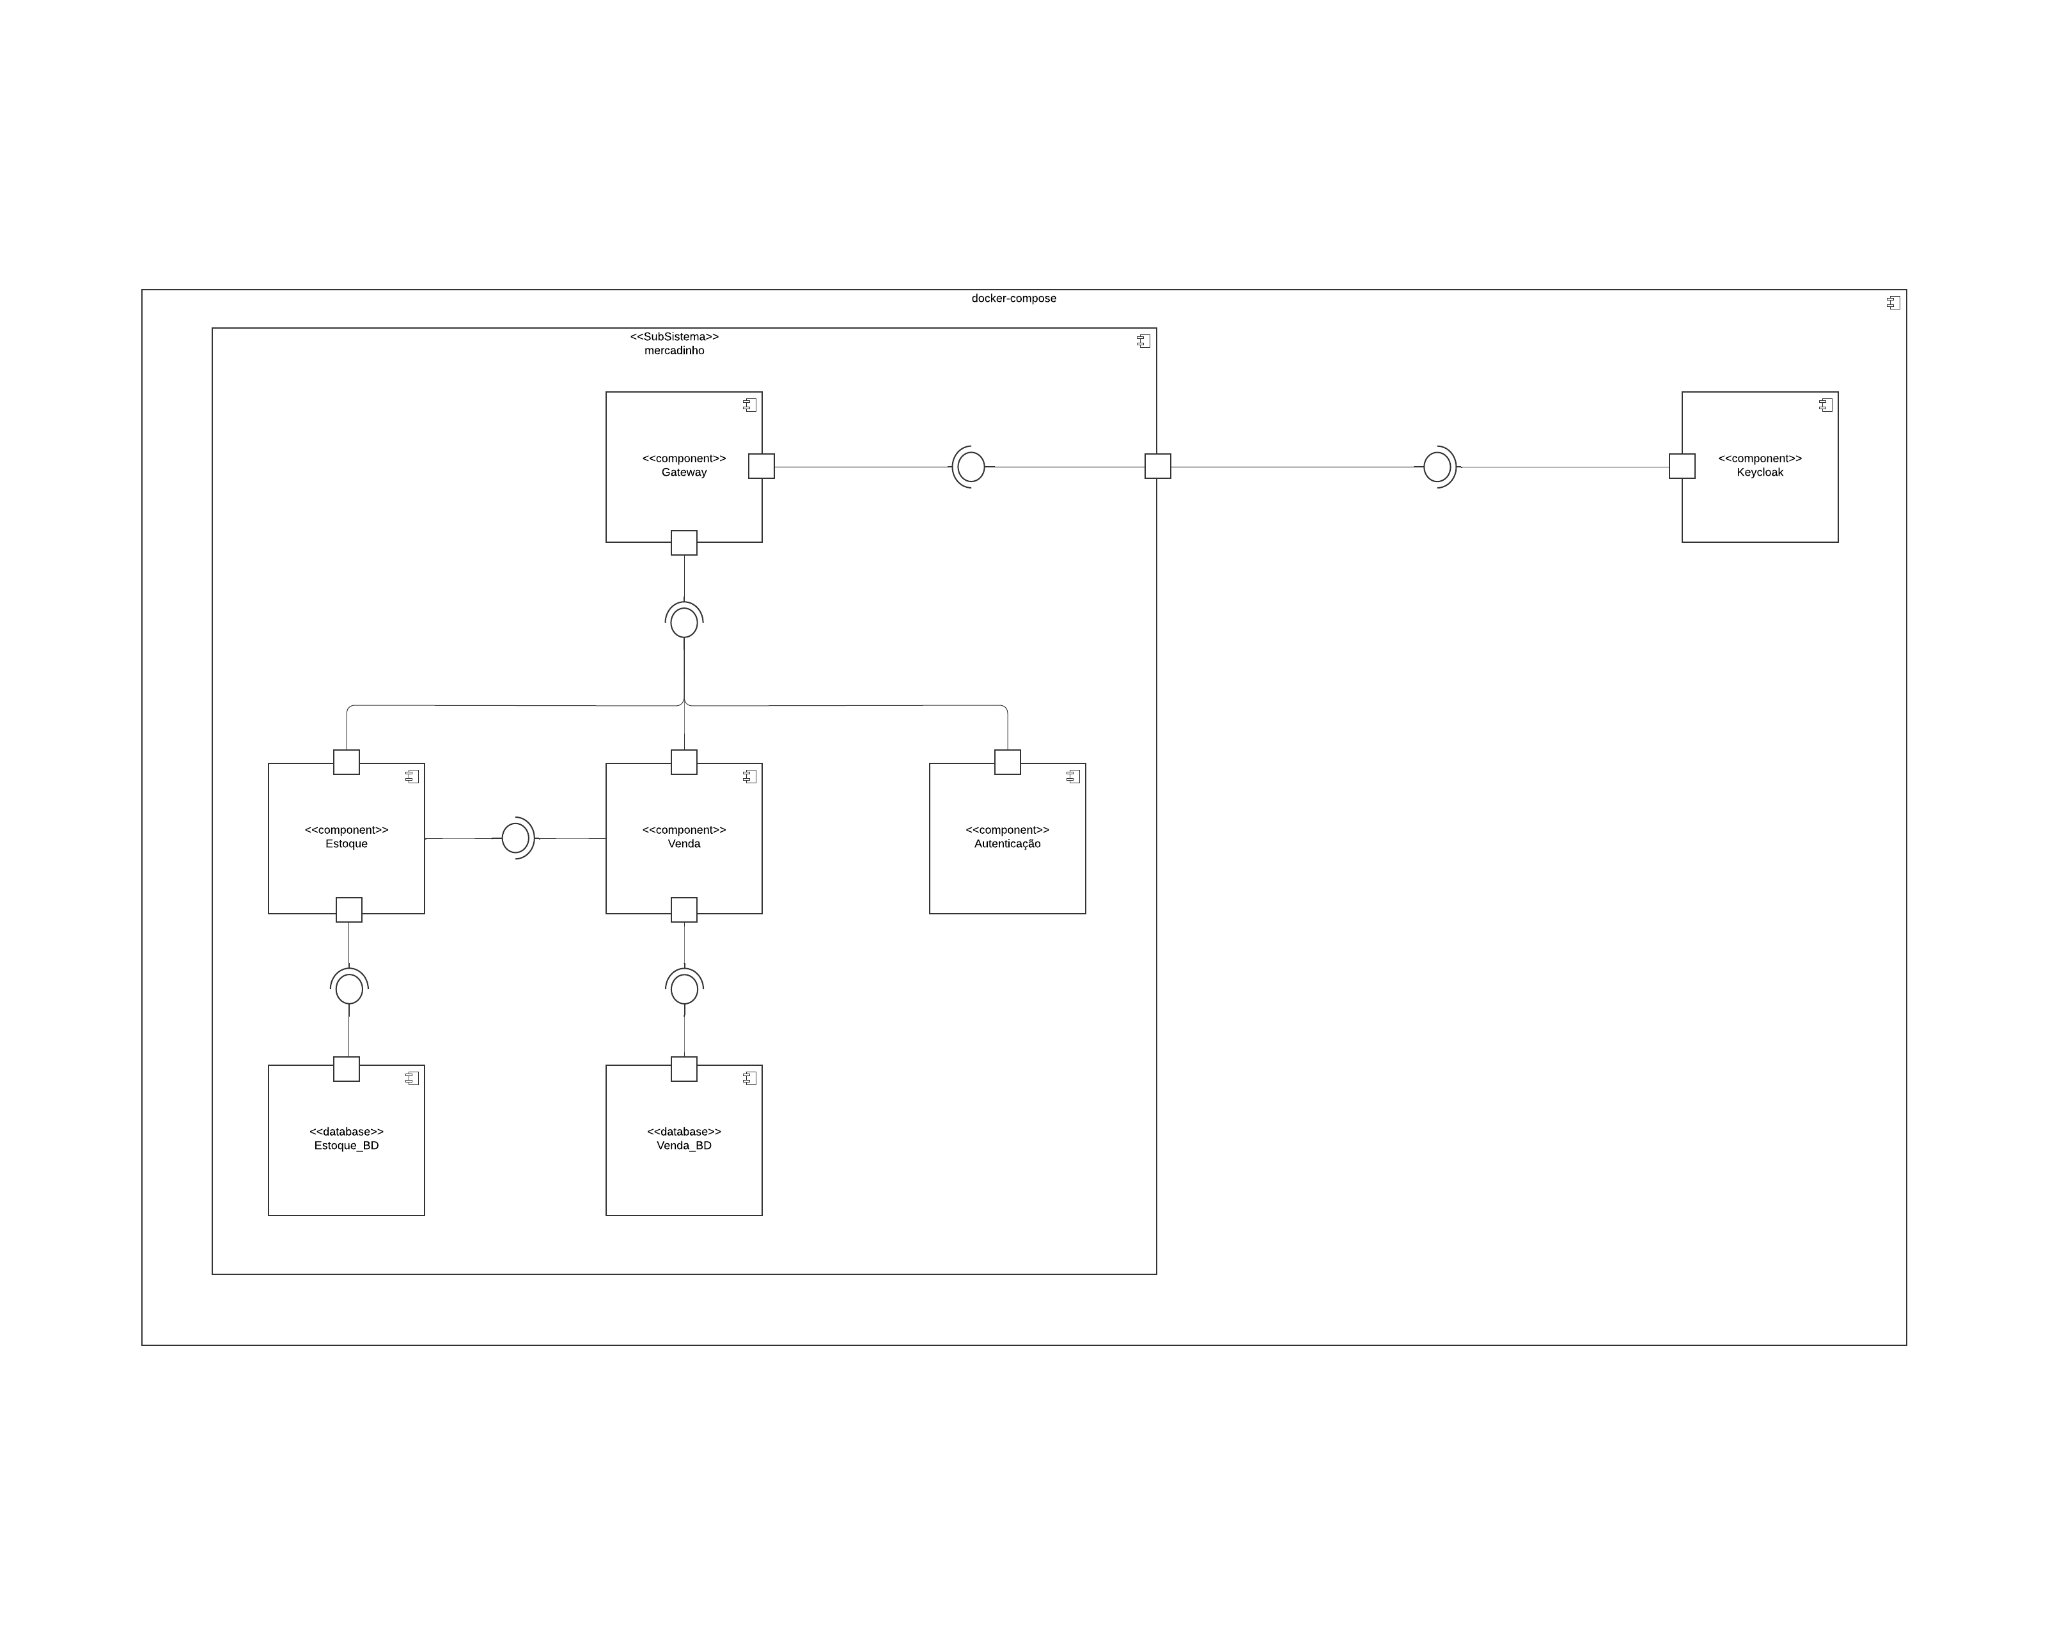 docker-compose
<<SubSistema>>
mercadinho
<<component>>
Gateway
<<component>>
Keycloak
<<component>>
Estoque
<<component>>
Venda
<<component>>
Autenticação
<<database>>
Estoque_BD
<<database>>
Venda_BD